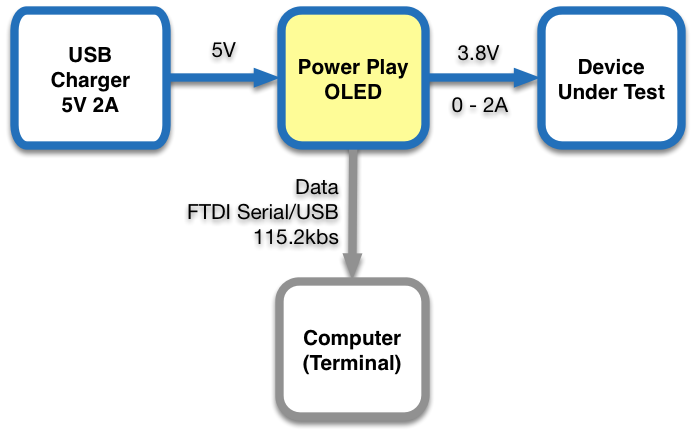 USB
Charger
5V 2A
5V
Power Play
OLED
3.8V
0 - 2A
Device
Under Test
Data
FTDI Serial/USB
115.2kbs
Computer
(Terminal)